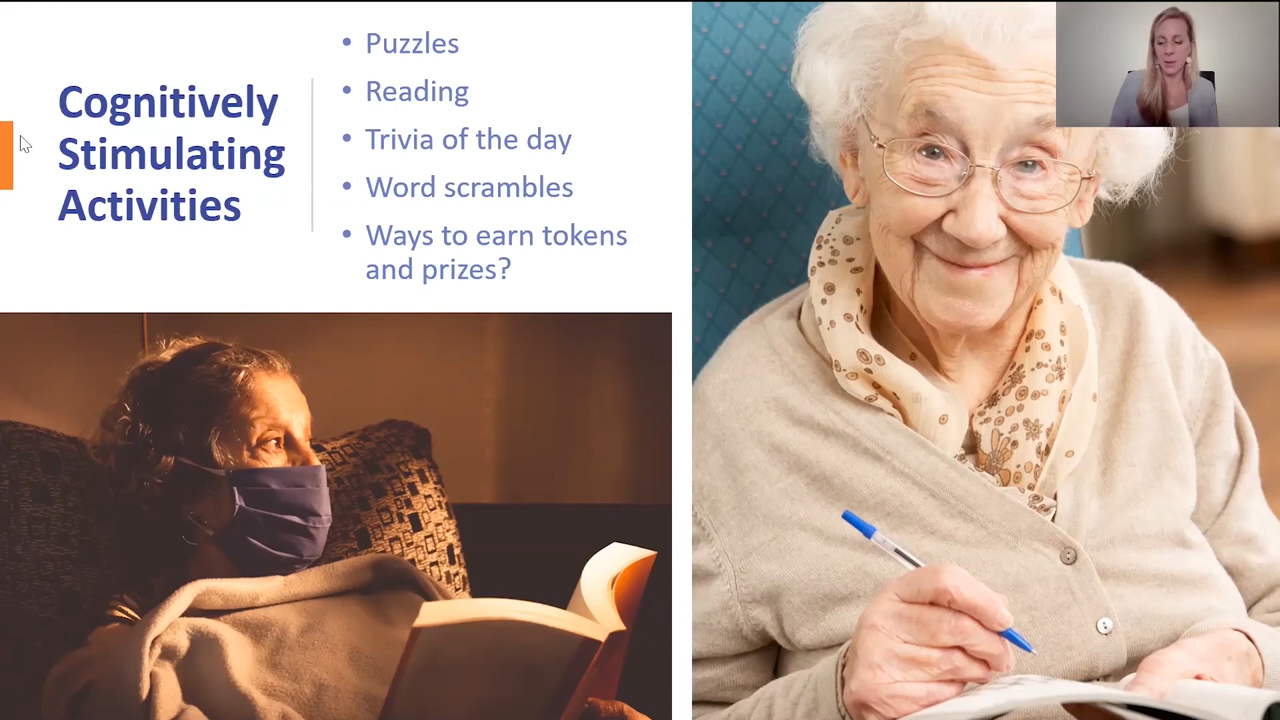 Cognitively
Stimulating
Activities
• Puzzles
• Reading
• Trivia of the day
• Word scrambles
• Ways to earn tokens
and prizes?